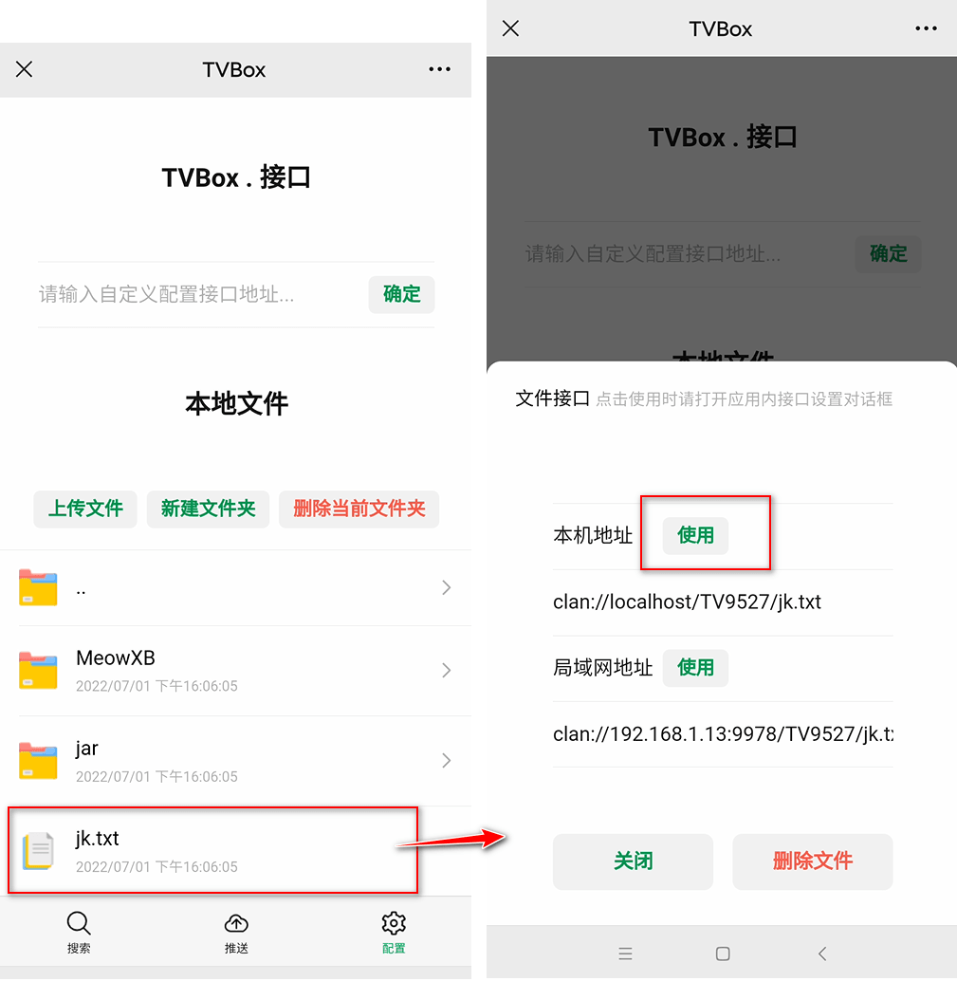 TVBox
TVBox . 接口
请输入自定义配置接口地址...
确定
本地文件
上传文件
新建文件夹
删除当前文件夹
..
MeowXB
2022/07/01 下午16:06:05
jar
2022/07/01 下午16:06:05
jk.txt
2022/07/01 下午16:06:05
搜索
推送
配置
TVBox
TVBox . 接口
请输入自定义配置接口地址...
确定
本地文件
文件接口 点击使用时请打开应用内接口设置对话框
本机地址 使用
clan://localhost/TV9527/jk.txt
局域网地址 使用
clan://192.168.1.13:9978/TV9527/jk.tx
关闭
删除文件